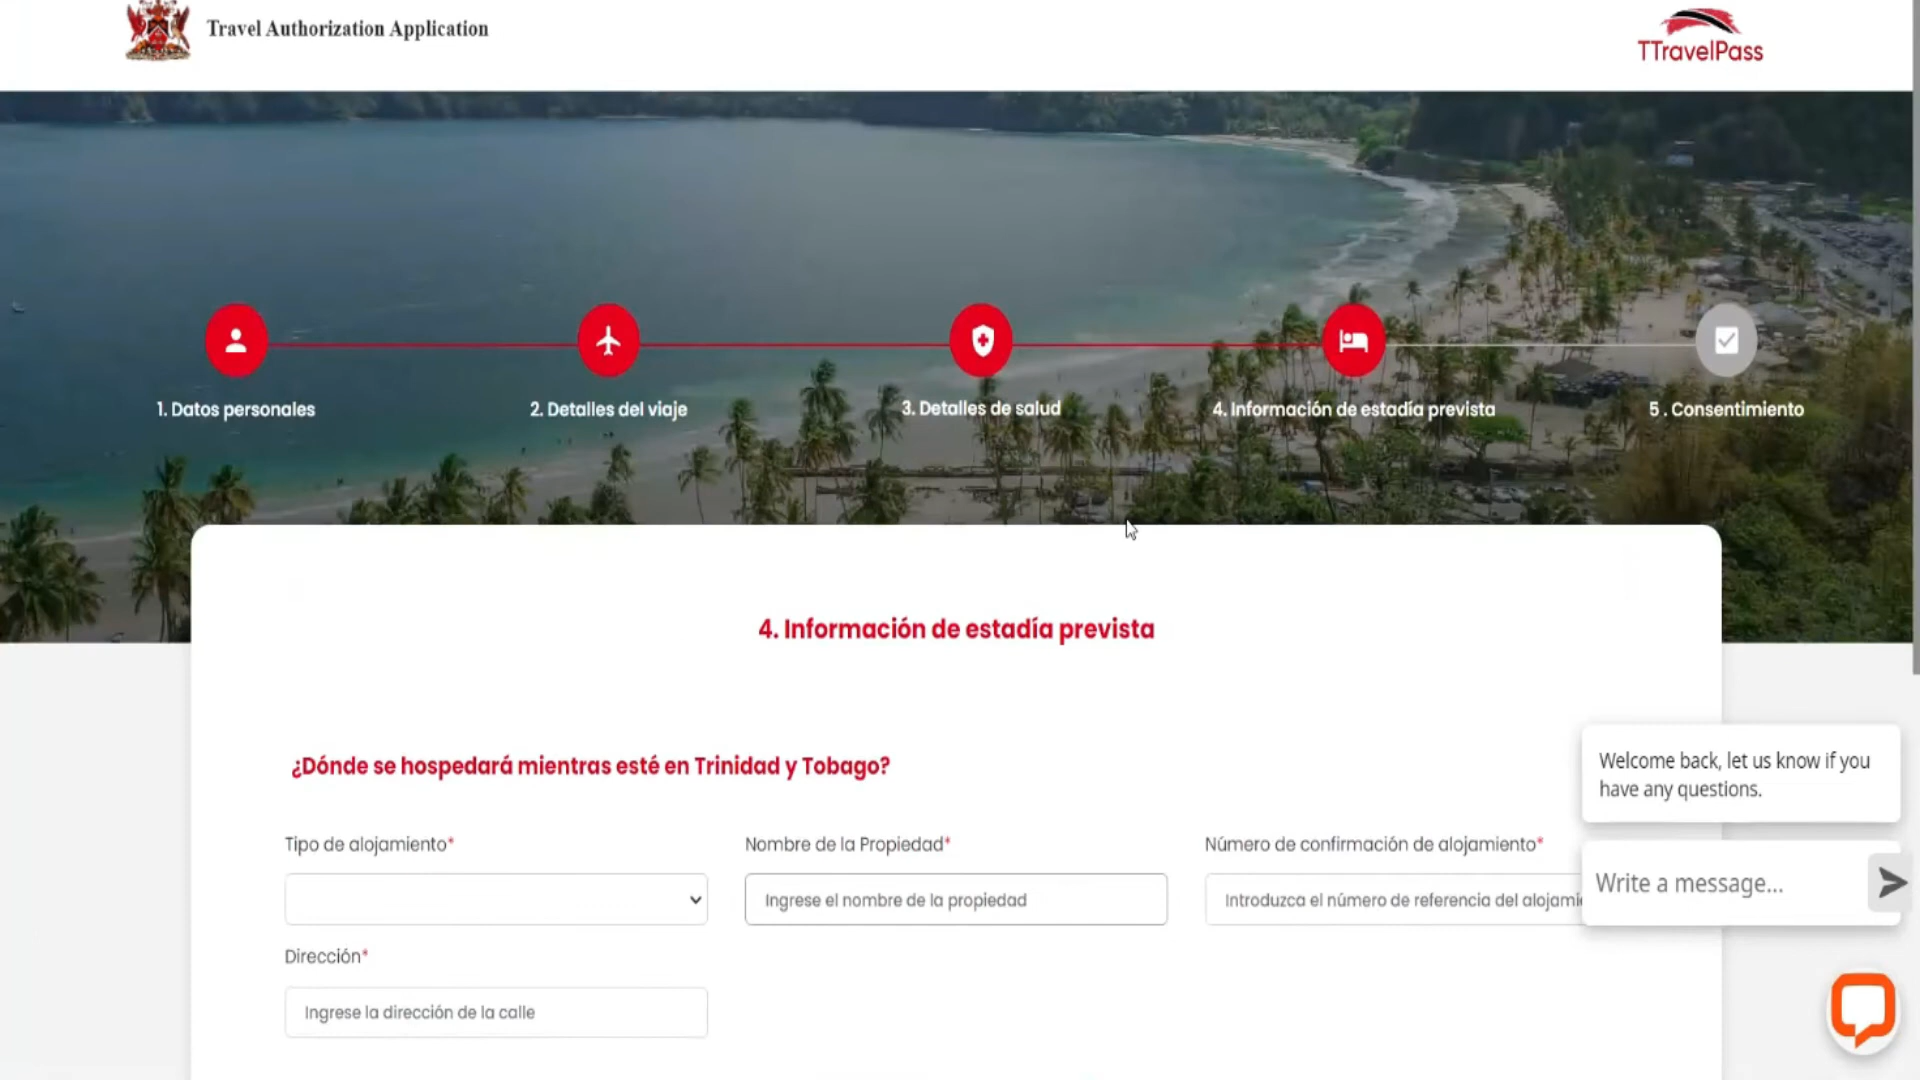 Travel Authorization Application
TTravelPass
1. Datos personales
2. Detalles del viaje
3. Detalles de salud
4. Información de estadía prevista
5 . Consentimiento
4. Información de estadía prevista
¿Dónde se hospedará mientras esté en Trinidad y Tobago?
Tipo de alojamiento*
Nombre de la Propiedad*
Número de confirmación de alojamiento*
Ingrese el nombre de la propiedad
Introduzca el número de referencia del alojami
Dirección*
Ingrese la dirección de la calle
Welcome back, let us know if you
have any questions.
Write a message...